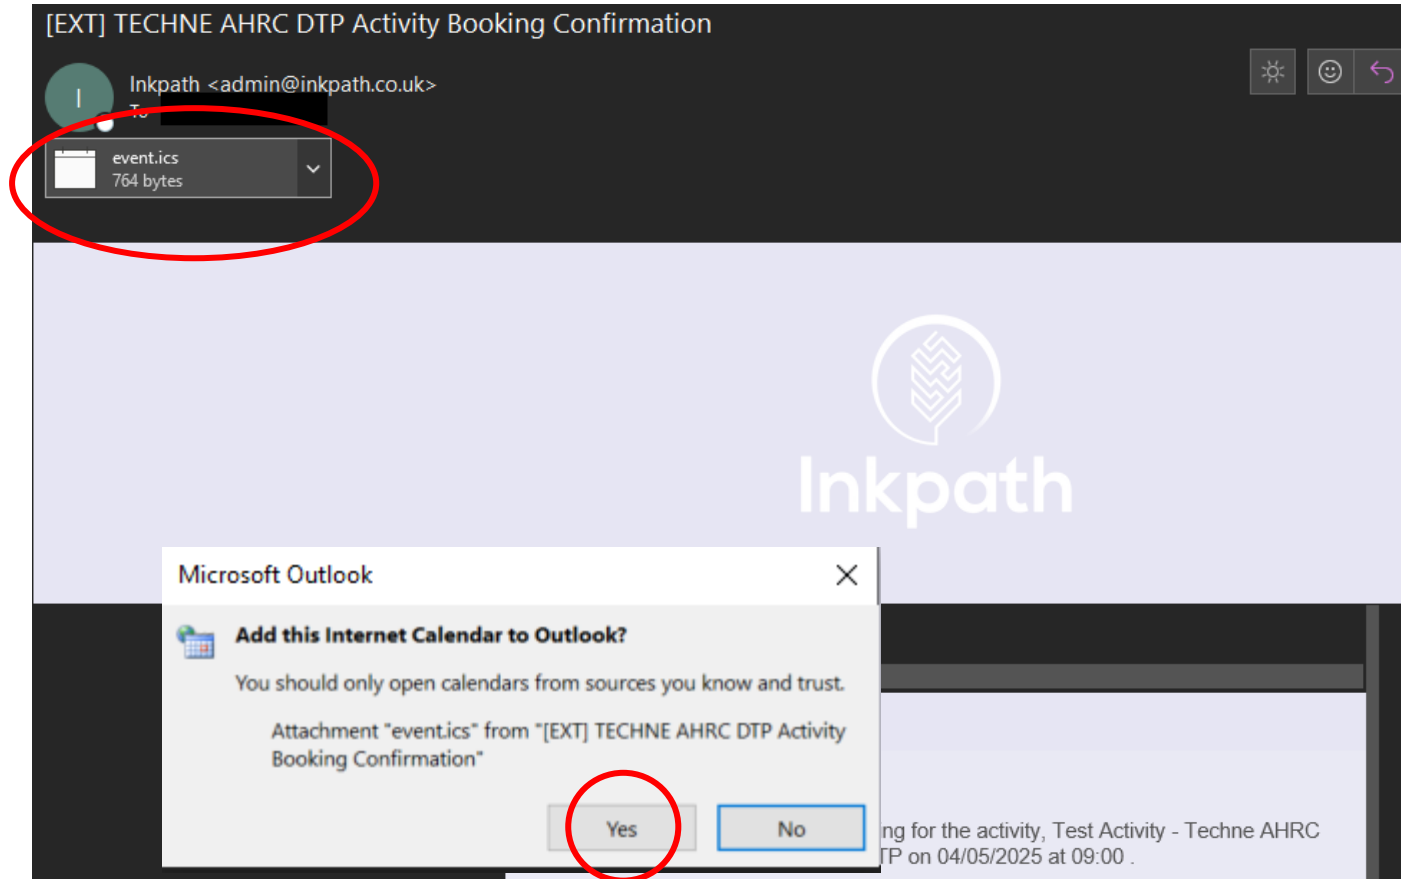 [EXT] TECHNE AHRC DTP Activity Booking Confirmation
I
Inkpath <admin@inkpath.co.uk>
To
event.ics
764 bytes
Inkpath
Microsoft Outlook
Add this Internet Calendar to Outlook?
You should only open calendars from sources you know and trust.
Attachment "event.ics" from "[EXT] TECHNE AHRC DTP Activity
Booking Confirmation"
Yes
No
ng for the activity, Test Activity - Techne AHRC
TP on 04/05/2025 at 09:00 .